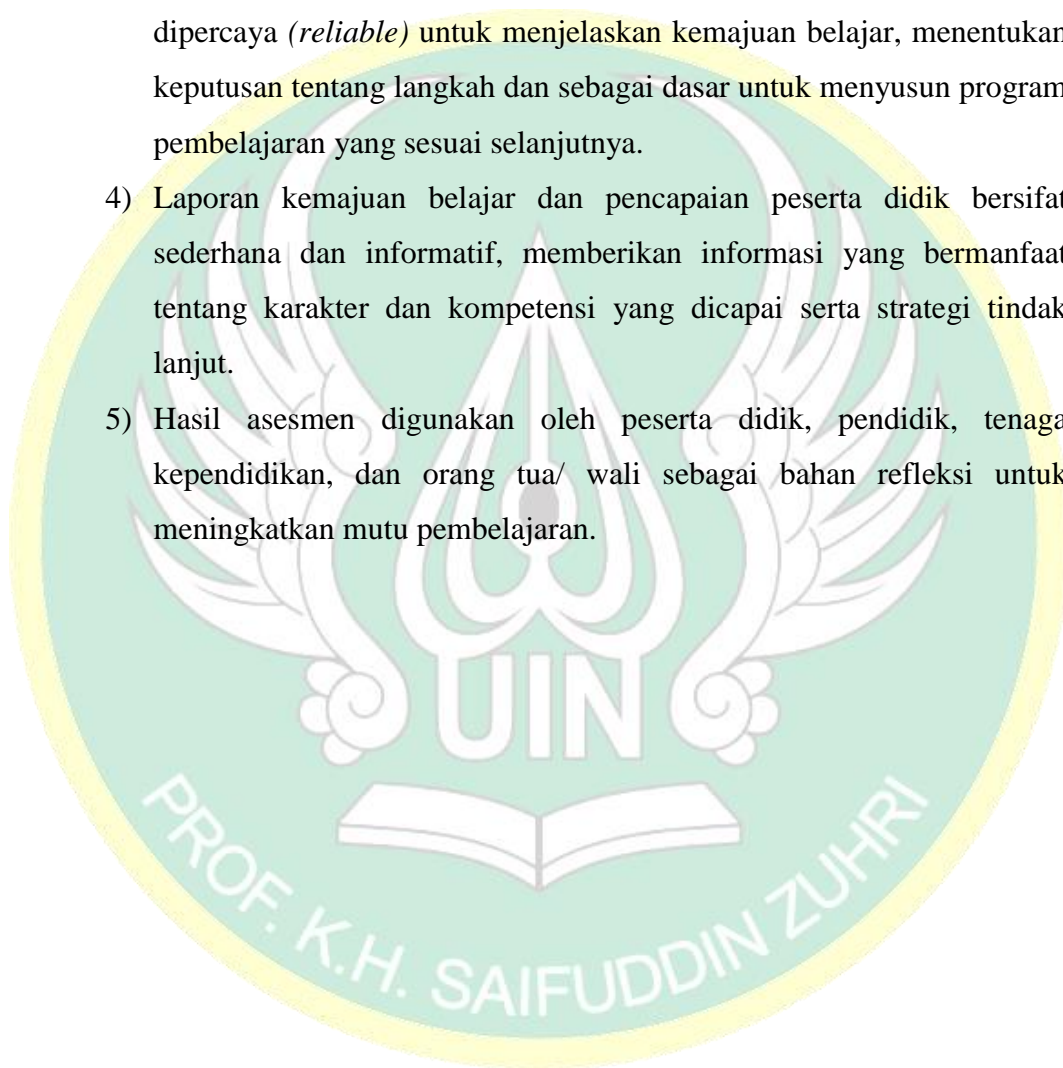 dipercaya (reliable) untuk menjelaskan kemajuan belajar, menentukan
keputusan tentang langkah dan sebagai dasar untuk menyusun program
pembelajaran yang sesuai selanjutnya.
4) Laporan kemajuan belajar dan pencapaian peserta didik bersifat
sederhana dan informatif, memberikan informasi yang bermanfaat
tentang karakter dan kompetensi yang dicapai serta strategi tindak
lanjut.
5) Hasil asesmen digunakan oleh peserta didik, pendidik, tenaga
kependidikan, dan orang tua/ wali sebagai bahan refleksi untuk
meningkatkan mutu pembelajaran.
UIN
PROF. K.H. SAIFUDDIN ZUHRI